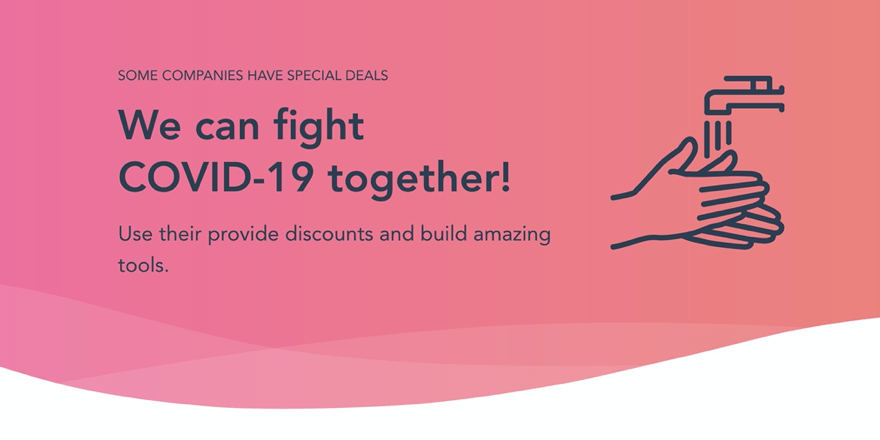 SOME COMPANIES HAVE SPECIAL DEALS
We can fight
COVID-19 together!
Use their provide discounts and build amazing
tools.